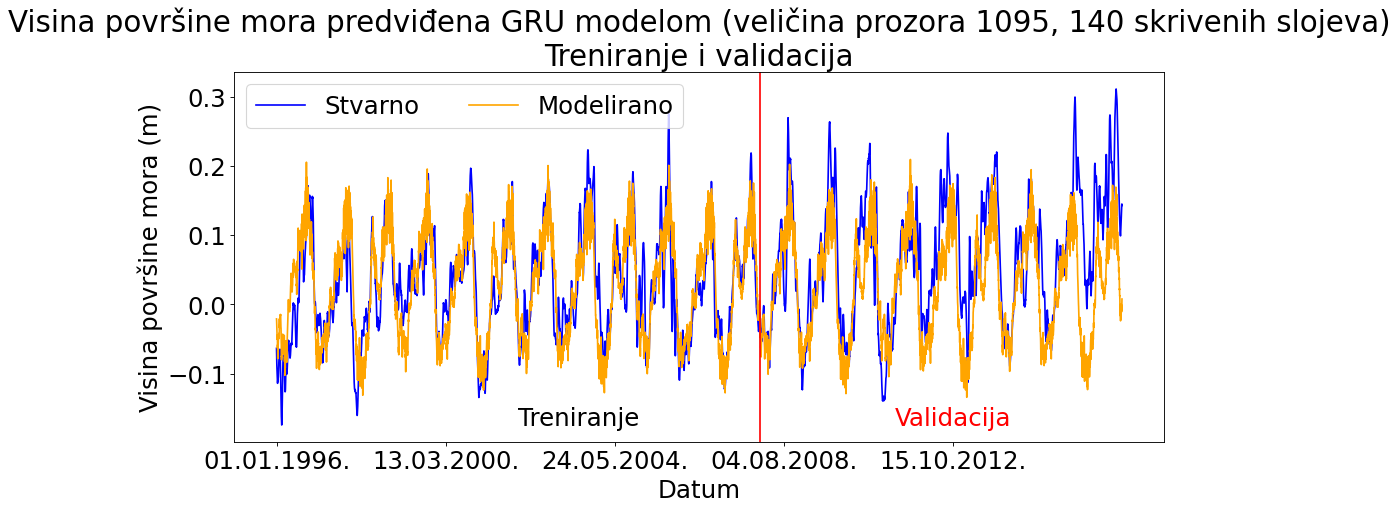 Visina površine mora predviđena GRU modelom (veličina prozora 1095, 140 skrivenih slojeva)
Treniranje i validacija
Stvarno
Modelirano
Visina površine mora (m)
0.3
0.2
0.1
0.0
−0.1
Treniranje
Validacija
01.01.1996.
13.03.2000.
24.05.2004.
04.08.2008.
15.10.2012.
Datum